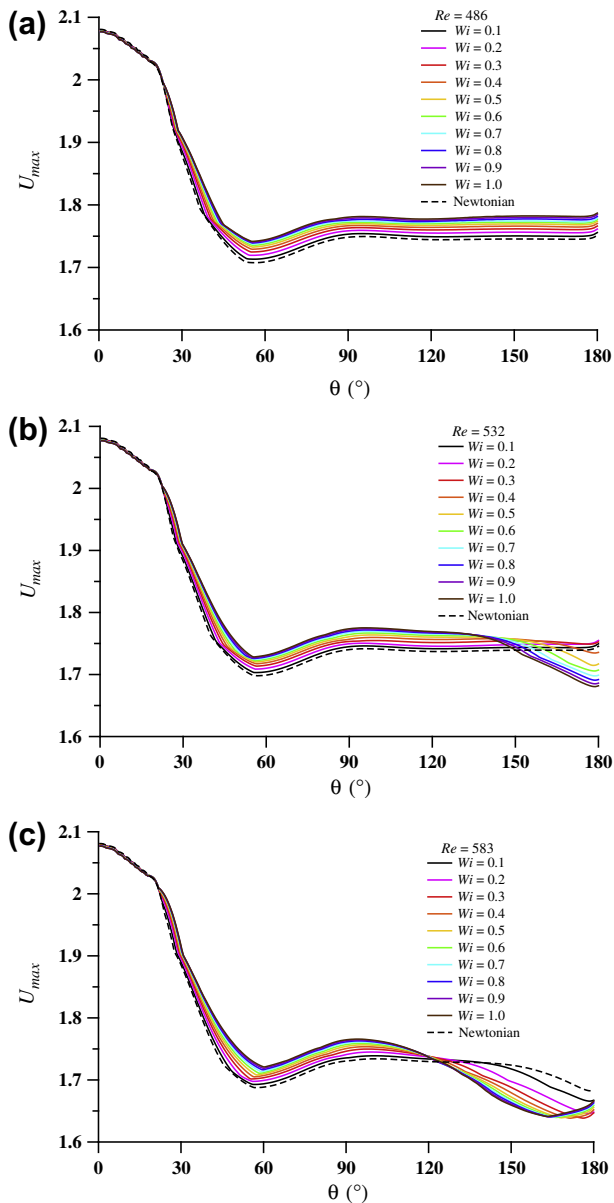 (a)
Re = 486
Wi = 0.1
Wi = 0.2
Wi = 0.3
Wi = 0.4
Wi = 0.5
Wi = 0.6
Wi = 0.7
Wi = 0.8
Wi = 0.9
Wi = 1.0
Newtonian
2.1
2
1.9
1.8
1.7
1.6
Umax
0
30
60
90
120
150
180
θ (°)
(b)
Re = 532
Wi = 0.1
Wi = 0.2
Wi = 0.3
Wi = 0.4
Wi = 0.5
Wi = 0.6
Wi = 0.7
Wi = 0.8
Wi = 0.9
Wi = 1.0
Newtonian
2.1
2
1.9
1.8
1.7
1.6
Umax
0
30
60
90
120
150
180
θ (°)
(c)
Re = 583
Wi = 0.1
Wi = 0.2
Wi = 0.3
Wi = 0.4
Wi = 0.5
Wi = 0.6
Wi = 0.7
Wi = 0.8
Wi = 0.9
Wi = 1.0
Newtonian
2.1
2
1.9
1.8
1.7
1.6
Umax
0
30
60
90
120
150
180
θ (°)